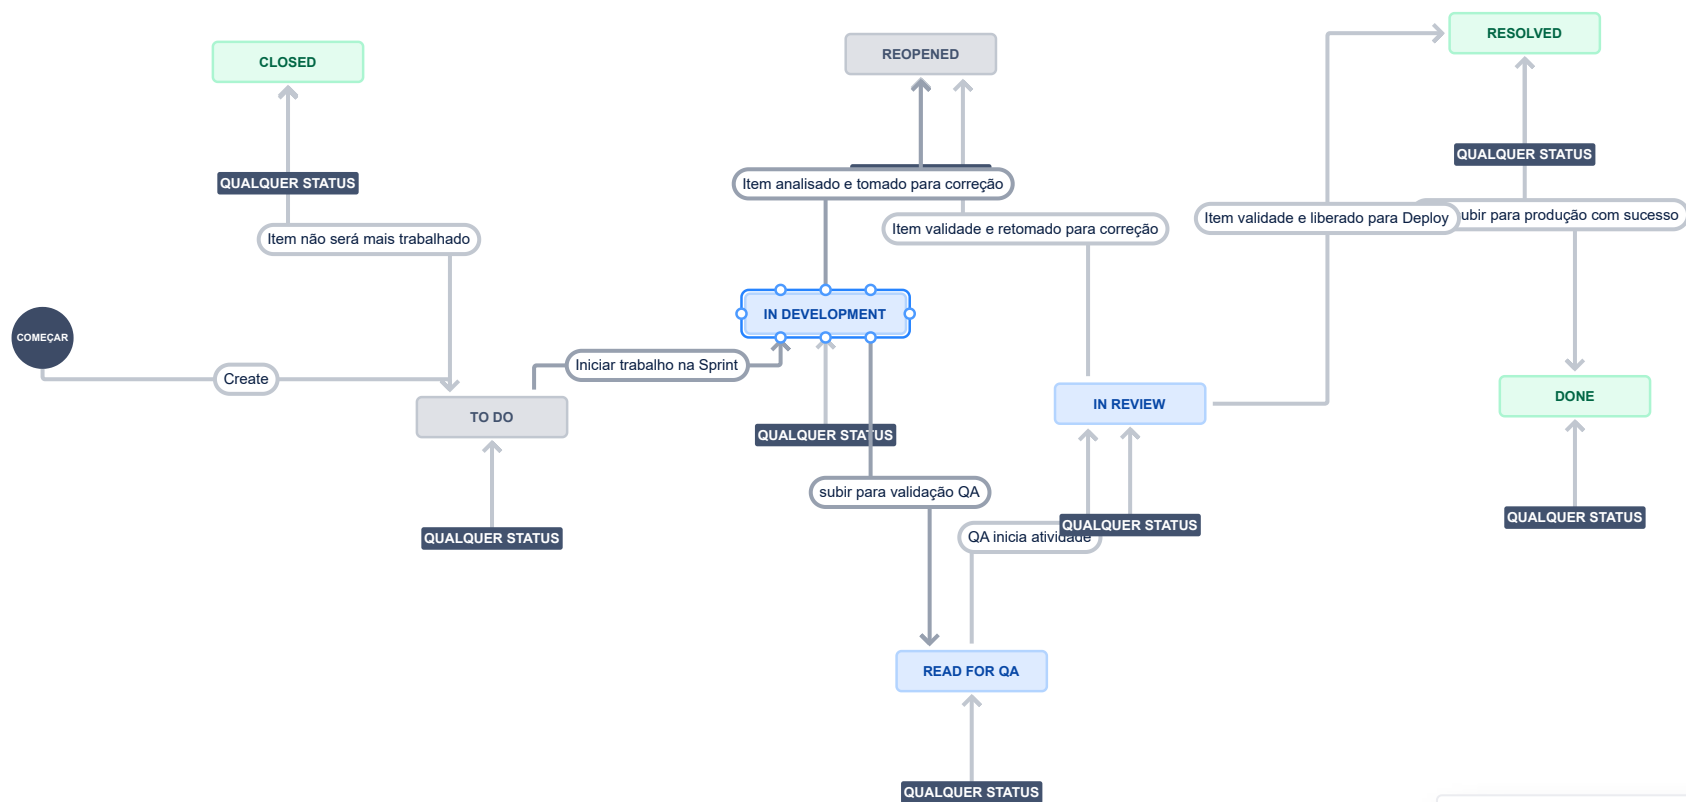 RESOLVED
REOPENED
CLOSED
QUALQUER STATUS
QUALQUER STATUS
Item analisado e tomado para correção
Item validade e liberado para Deploy
ubir para produção com sucesso
Item validade e retomado para correção
Item não será mais trabalhado
IN DEVELOPMENT
COMEÇAR
Create
Iniciar trabalho na Sprint
IN REVIEW
DONE
TO DO
QUALQUER STATUS
subir para validação QA
QUALQUER STATUS
QUALQUER STATUS
QA inicia atividade
QUALQUER STATUS
READ FOR QA
QUALQUER STATUS